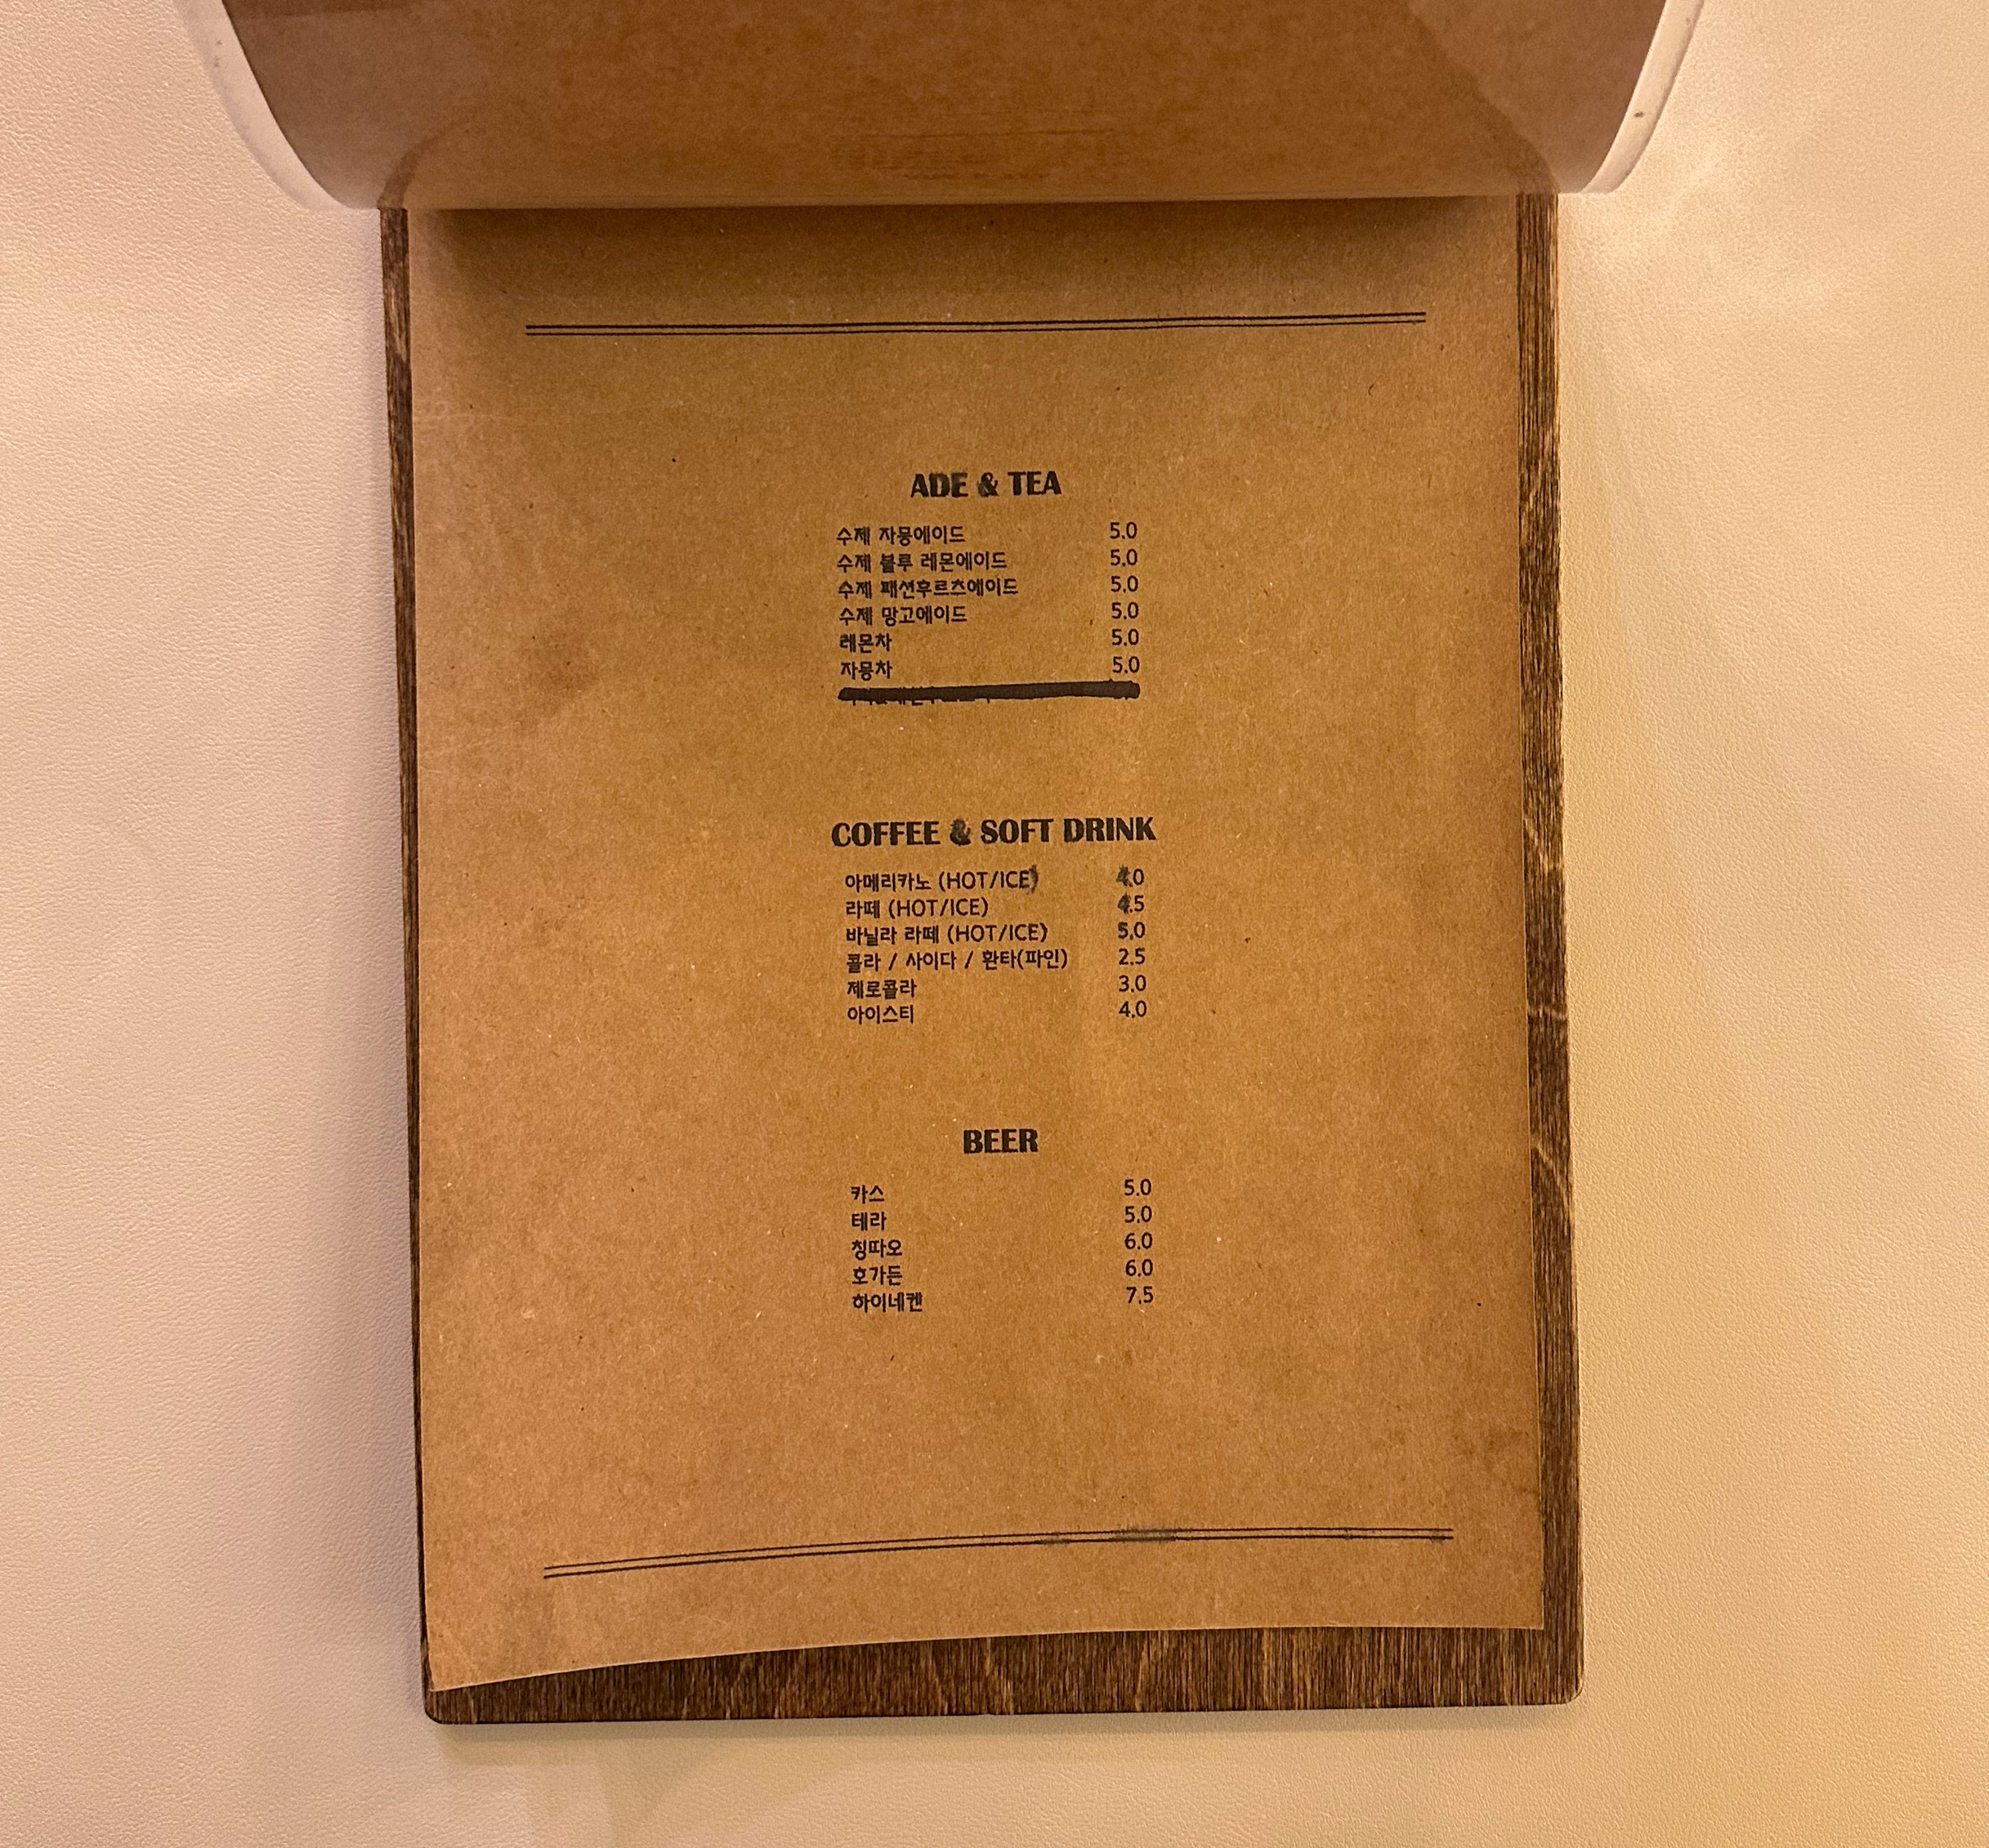 ADE & TEA
수제 자몽에이드 5.0
수제 블루 레몬에이드 5.0
수제 패션후르츠에이드 5.0
수제 망고에이드 5.0
레몬차 5.0
자몽차 5.0
COFFEE & SOFT DRINK
아메리카노 (HOT/ICE) 4.0
라떼 (HOT/ICE) 4.5
바닐라 라떼 (HOT/ICE) 5.0
콜라 / 사이다 / 환타(파인) 2.5
제로콜라 3.0
아이스티 4.0
BEER
카스 5.0
테라 5.0
칭따오 6.0
호가든 6.0
하이네켄 7.5